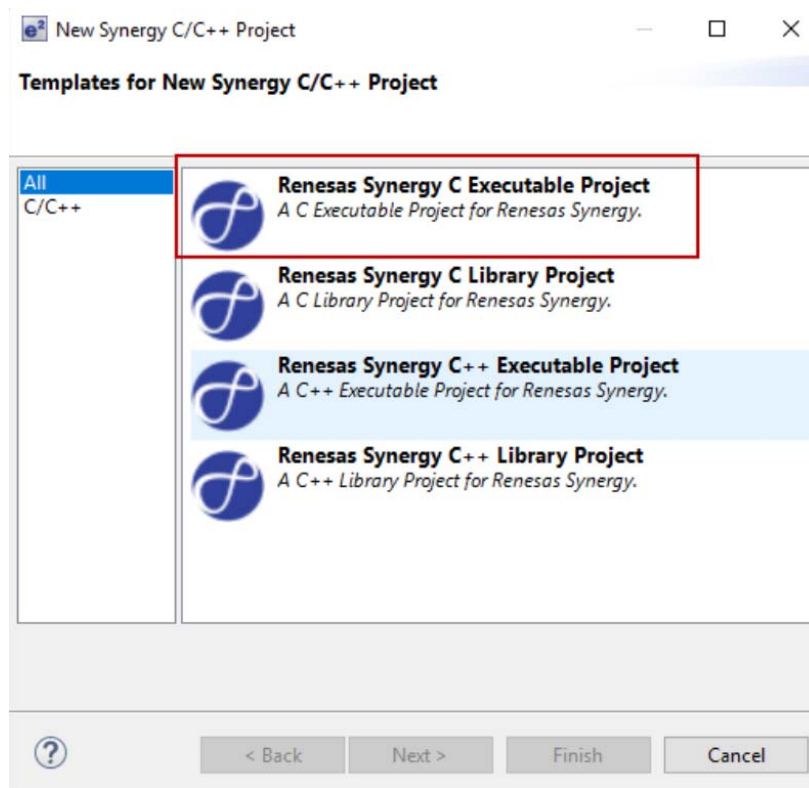 e² New Synergy C/C++ Project
Templates for New Synergy C/C++ Project
All
C/C++
Renesas Synergy C Executable Project
A C Executable Project for Renesas Synergy.
Renesas Synergy C Library Project
A C Library Project for Renesas Synergy.
Renesas Synergy C++ Executable Project
A C++ Executable Project for Renesas Synergy.
Renesas Synergy C++ Library Project
A C++ Library Project for Renesas Synergy.
? < Back Next > Finish Cancel